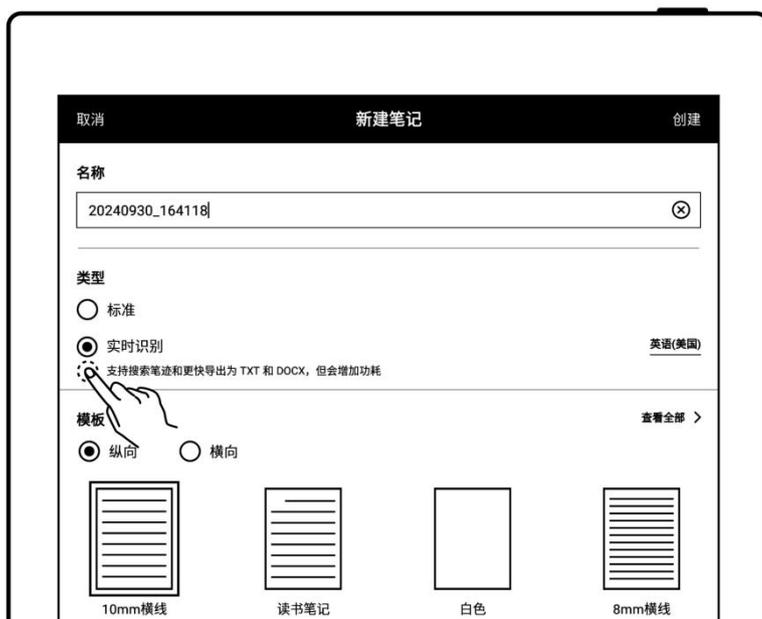 取消 新建笔记 创建
名称
20240930_164118
类型
标准
实时识别 英语(美国)
支持搜索笔迹和更快导出为 TXT 和 DOCX，但会增加功耗
模板 查看全部
纵向 横向
10mm横线 读书笔记 白色 8mm横线